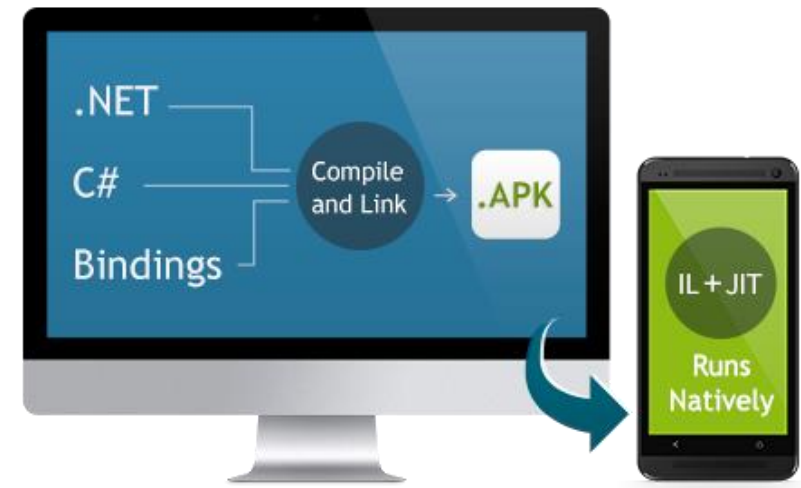 .NET
C#
Bindings
Compile
and Link
.APK
IL+JIT
Runs
Natively